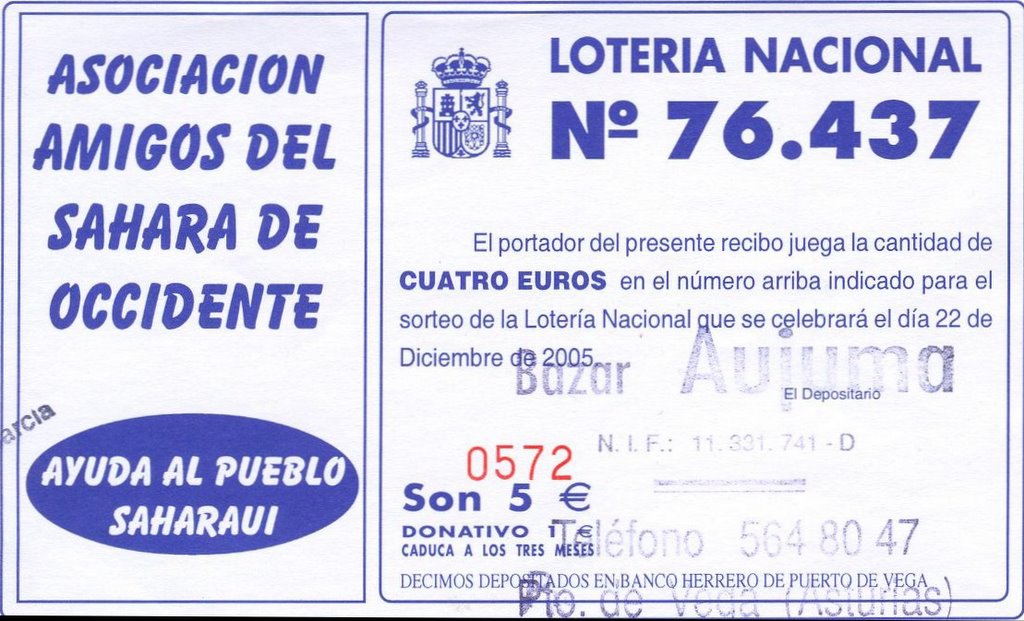 ASOCIACION
AMIGOS DEL
SAHARA DE
OCCIDENTE
arcia
AYUDA AL PUEBLO
SAHARAUI
LOTERIA NACIONAL
Nº 76.437
El portador del presente recibo juega la cantidad de
CUATRO EUROS en el número arriba indicado para el
sorteo de la Lotería Nacional que se celebrará el día 22 de
Diciembre de 2005.
Bazar Aujuma
El Depositario
N. I. F.: 11.331.741 - D
0572
Son 5 €
DONATIVO 1 €
Teléfono 564 80 47
CADUCA A LOS TRES MESES
DECIMOS DEPOSITADOS EN BANCO HERRERO DE PUERTO DE VEGA
Pto. de Vega (Asturias)